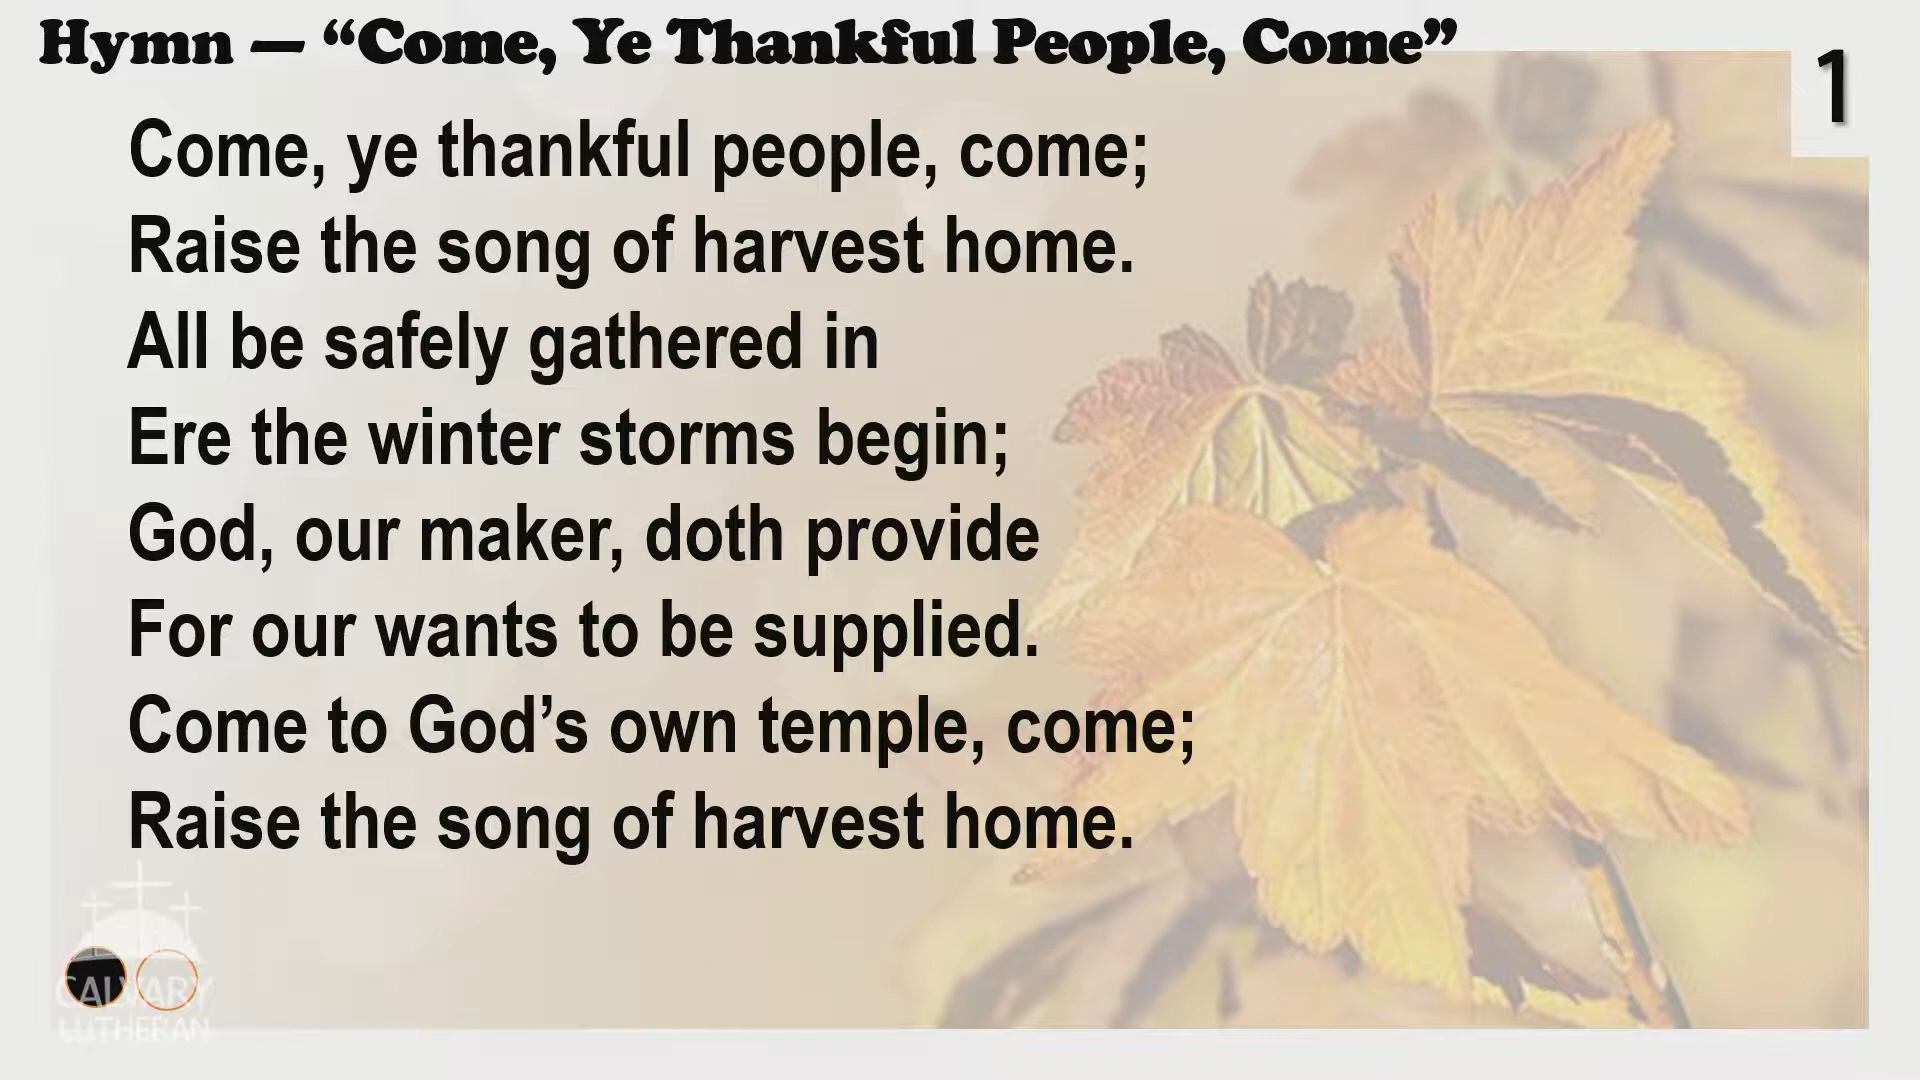 Hymn — “Come, Ye Thankful People, Come”
1
Come, ye thankful people, come;
Raise the song of harvest home.
All be safely gathered in
Ere the winter storms begin;
God, our maker, doth provide
For our wants to be supplied.
Come to God’s own temple, come;
Raise the song of harvest home.
CALVARY
LUTHERAN